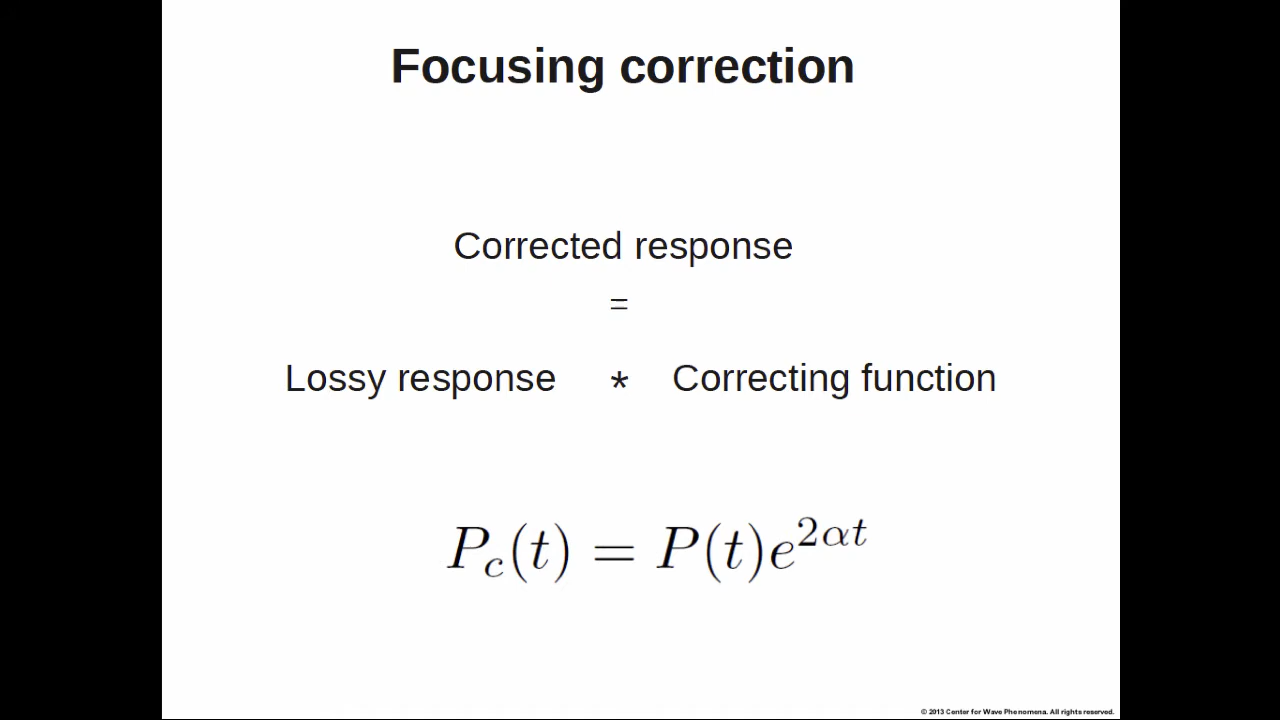 Focusing correction
Corrected response
=
Lossy response * Correcting function
P_c(t) = P(t)e^{2αt}
© 2013 Center for Wave Phenomena. All rights reserved.